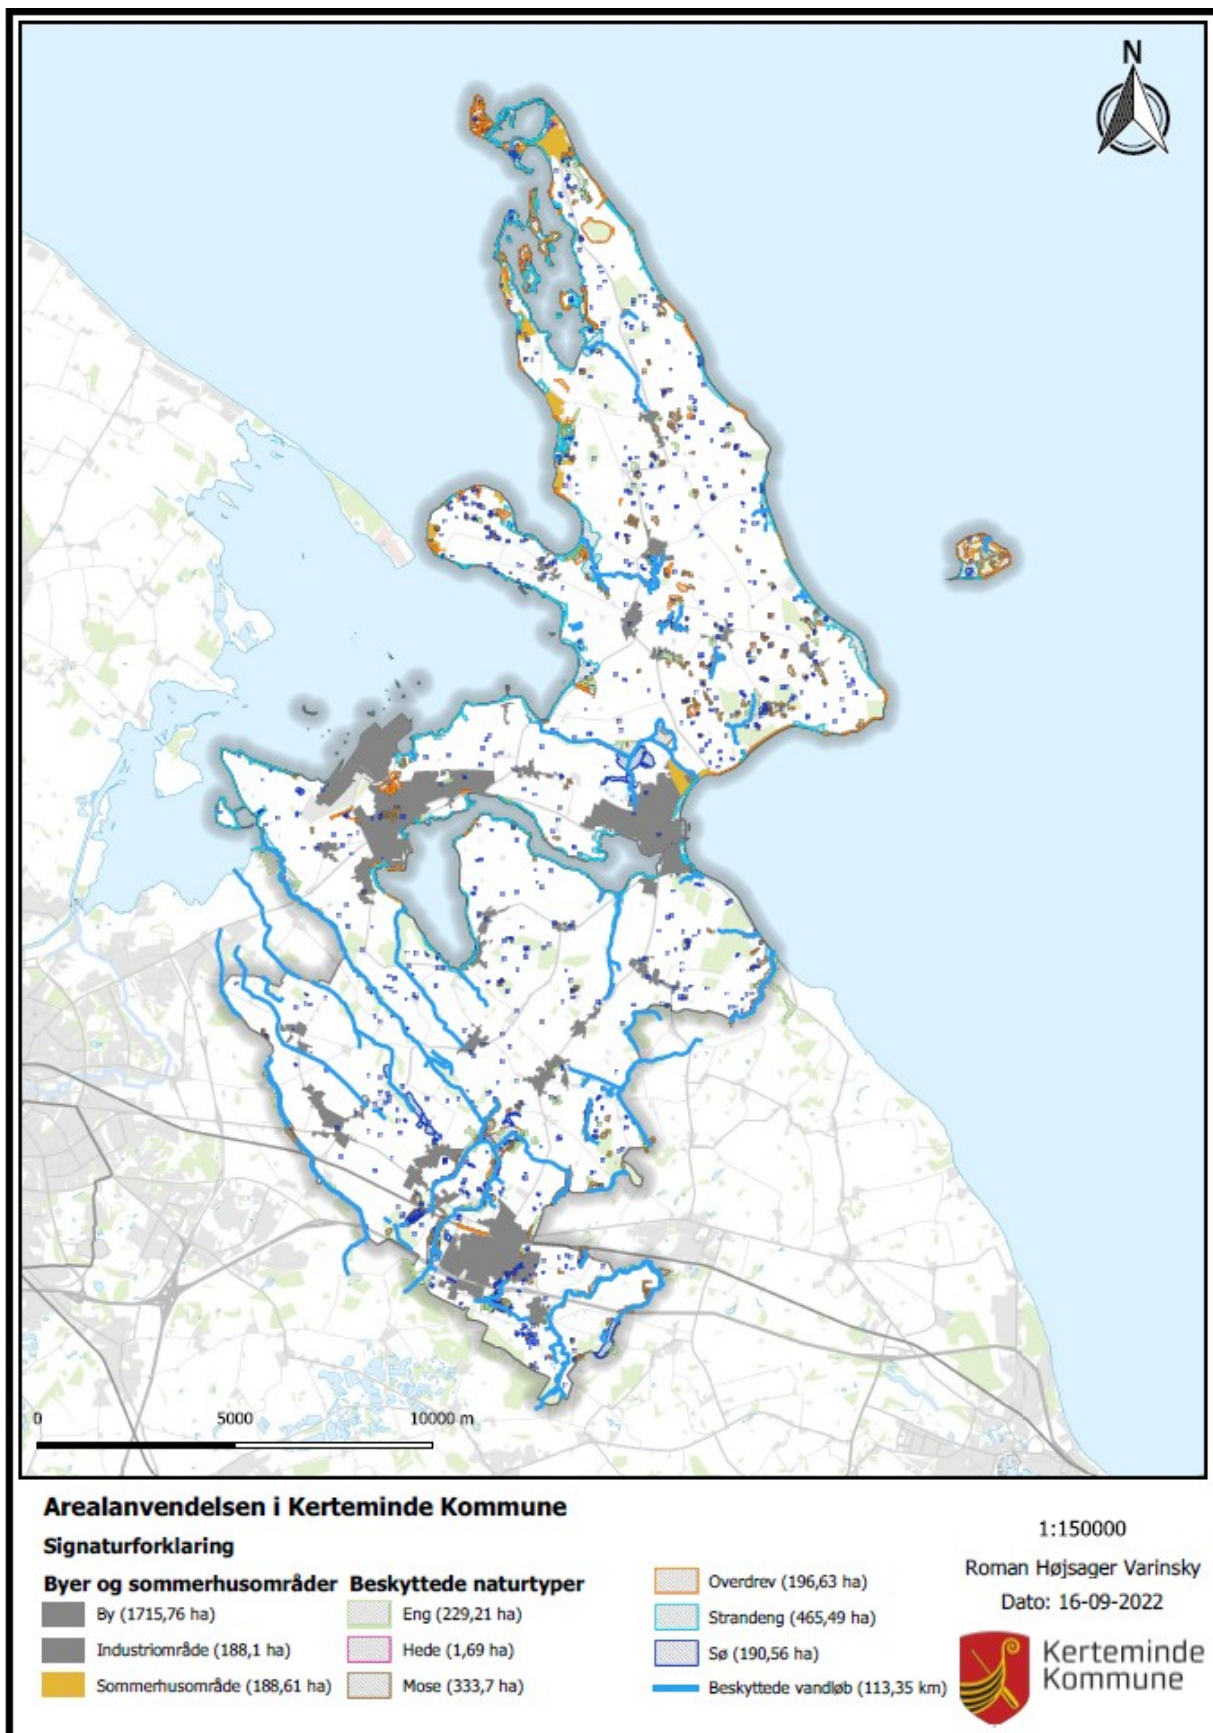 N
0 5000 10000 m
Arealanvendelsen i Kerteminde Kommune
Signaturforklaring
Byer og sommerhusområder
By (1715,76 ha)
Industriområde (188,1 ha)
Sommerhusområde (188,61 ha)
Beskyttede naturtyper
Eng (229,21 ha)
Hede (1,69 ha)
Mose (333,7 ha)
Overdrev (196,63 ha)
Strandeng (465,49 ha)
Sø (190,56 ha)
Beskyttede vandløb (113,35 km)
1:150000
Roman Højsager Varinsky
Dato: 16-09-2022
Kerteminde
Kommune